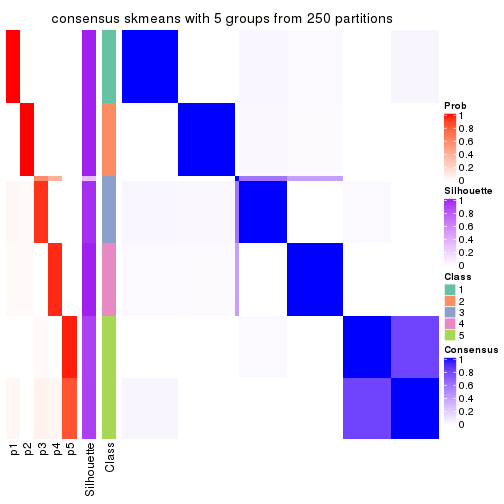 consensus skmeans with 5 groups from 250 partitions
Prob
1
0.8
0.6
0.4
0.2
0
Silhouette
1
0.8
0.6
0.4
0.2
0
Class
1
2
3
4
5
Consensus
1
0.8
0.6
0.4
0.2
0
p1
p2
p3
p4
p5
Silhouette
Class